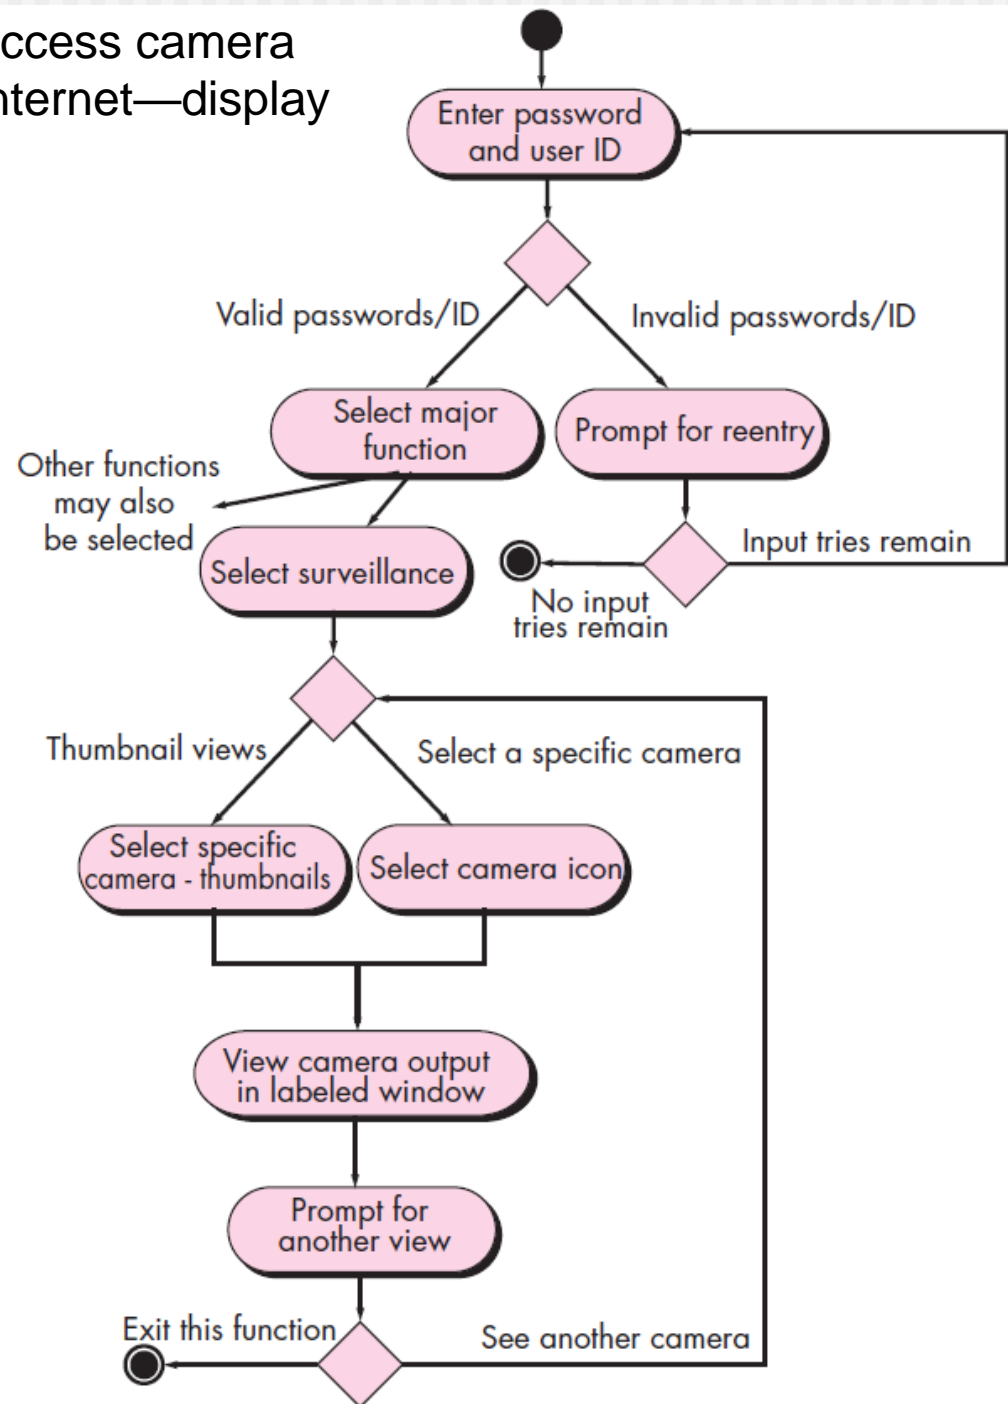 ccess camera
nternet—display
Enter password
and user ID
Valid passwords/ID
Invalid passwords/ID
Select major
function
Prompt for reentry
Other functions
may also
be selected
Select surveillance
Input tries remain
No input
tries remain
Thumbnail views
Select a specific camera
Select specific
camera - thumbnails
Select camera icon
View camera output
in labeled window
Prompt for
another view
Exit this function
See another camera